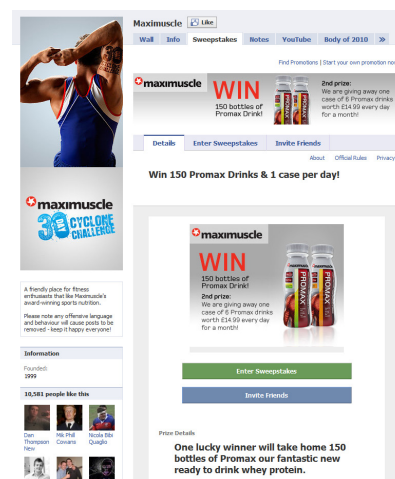 Maximuscle Like
Wall Info Sweepstakes Notes YouTube Body of 2010 »
Find Promotions | Start your own promotion now
maximuscle
WIN
150 bottles of
Promax Drink!
2nd prize:
We are giving away one
case of 6 Promax drinks
worth £14.99 every day
for a month!
PROMAX
PROMAX
Details Enter Sweepstakes Invite Friends
About Official Rules Privacy
Win 150 Promax Drinks & 1 case per day!
maximuscle
30 CYCLONE
CHALLENGE
A friendly place for fitness
enthusiasts that like Maximuscle's
award-winning sports nutrition.
Please note any offensive language
and behaviour will cause posts to be
removed - keep it happy everyone!
Information
Founded:
1999
10,581 people like this
Dan
Thompson
New
Mik Phil
Cowans
Nicola Bibi
Quaglio
maximuscle
WIN
150 bottles of
Promax Drink!
2nd prize:
We are giving away one
case of 6 Promax drinks
worth £14.99 every day
for a month!
PROMAX
PROMAX
Enter Sweepstakes
Invite Friends
Prize Details
One lucky winner will take home 150
bottles of Promax our fantastic new
ready to drink whey protein.